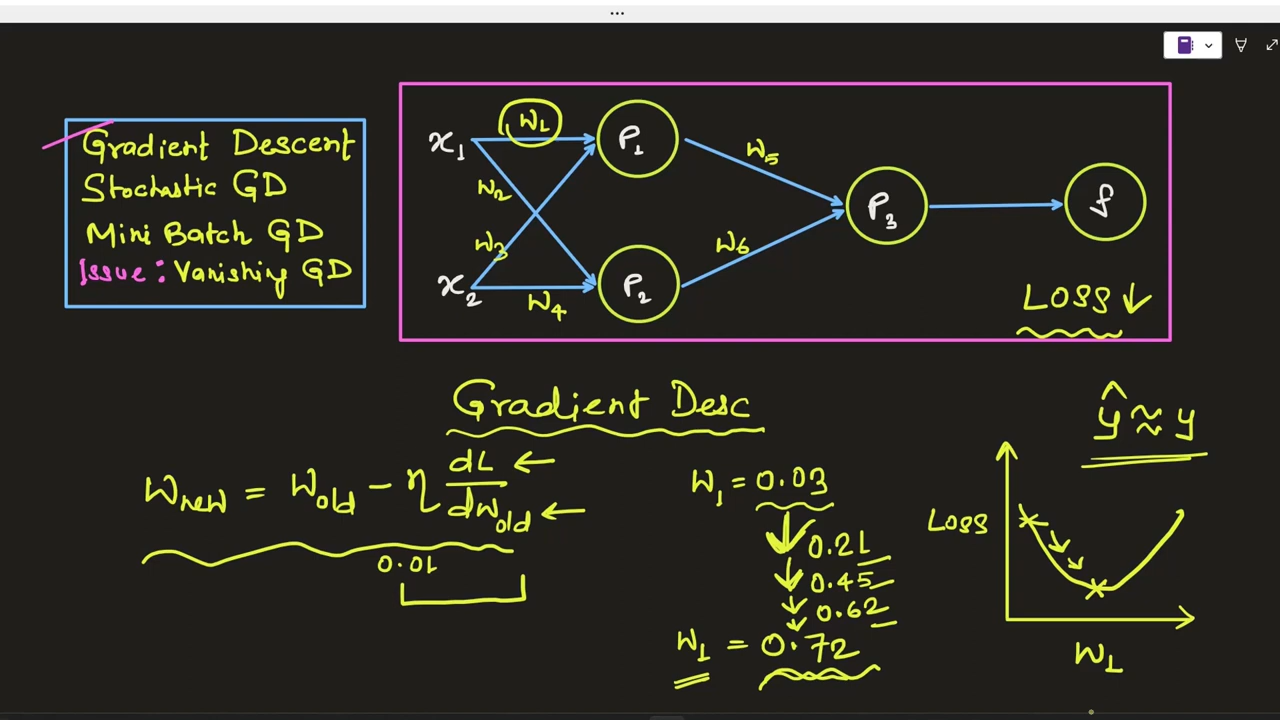 Gradient Descent
Stochastic GD
Mini Batch GD
Issue: Vanishing GD
x₁ W₁ P₁
W₂
W₃
x₂ W₄ P₂
W₅
W₆
P₃
f
Loss ↓
Gradient Desc
Wnew = Wold - η dL/dWold
0.01
W₁ = 0.03
0.21
0.45
0.62
W₁ = 0.72
ŷ ≈ y
Loss
W₁